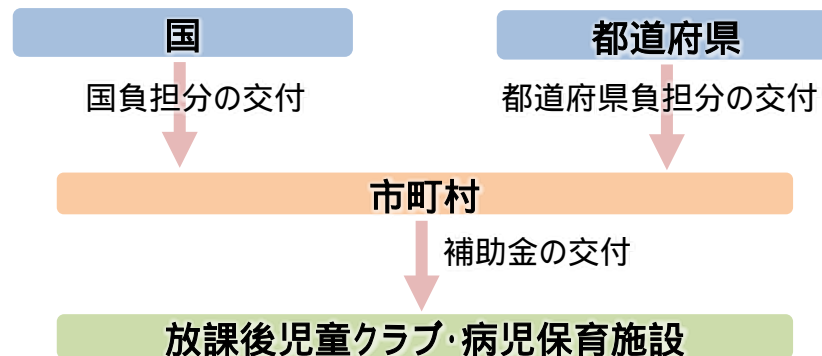 国
都道府県
国負担分の交付
都道府県負担分の交付
市町村
補助金の交付
放課後児童クラブ・病児保育施設